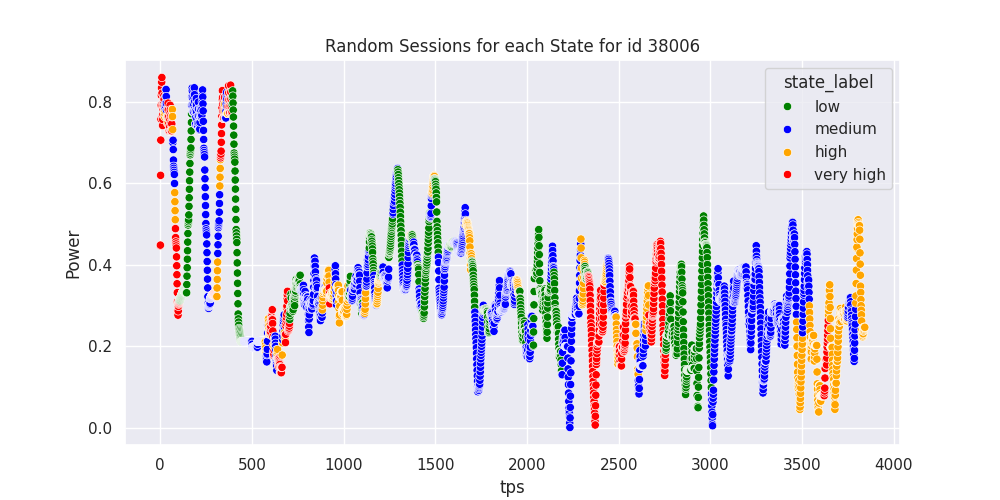 Random Sessions for each State for id 38006
state_label
low
medium
high
very high
Power
0.8
0.6
0.4
0.2
0.0
0 500 1000 1500 2000 2500 3000 3500 4000
tps